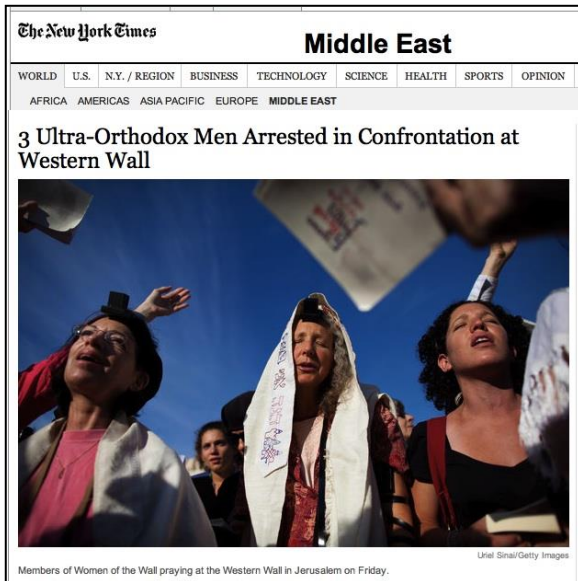 The New York Times
Middle East
WORLD U.S. N.Y. / REGION BUSINESS TECHNOLOGY SCIENCE HEALTH SPORTS OPINION
AFRICA AMERICAS ASIA PACIFIC EUROPE MIDDLE EAST
3 Ultra-Orthodox Men Arrested in Confrontation at
Western Wall
Uriel Sinai/Getty Images
Members of Women of the Wall praying at the Western Wall in Jerusalem on Friday.